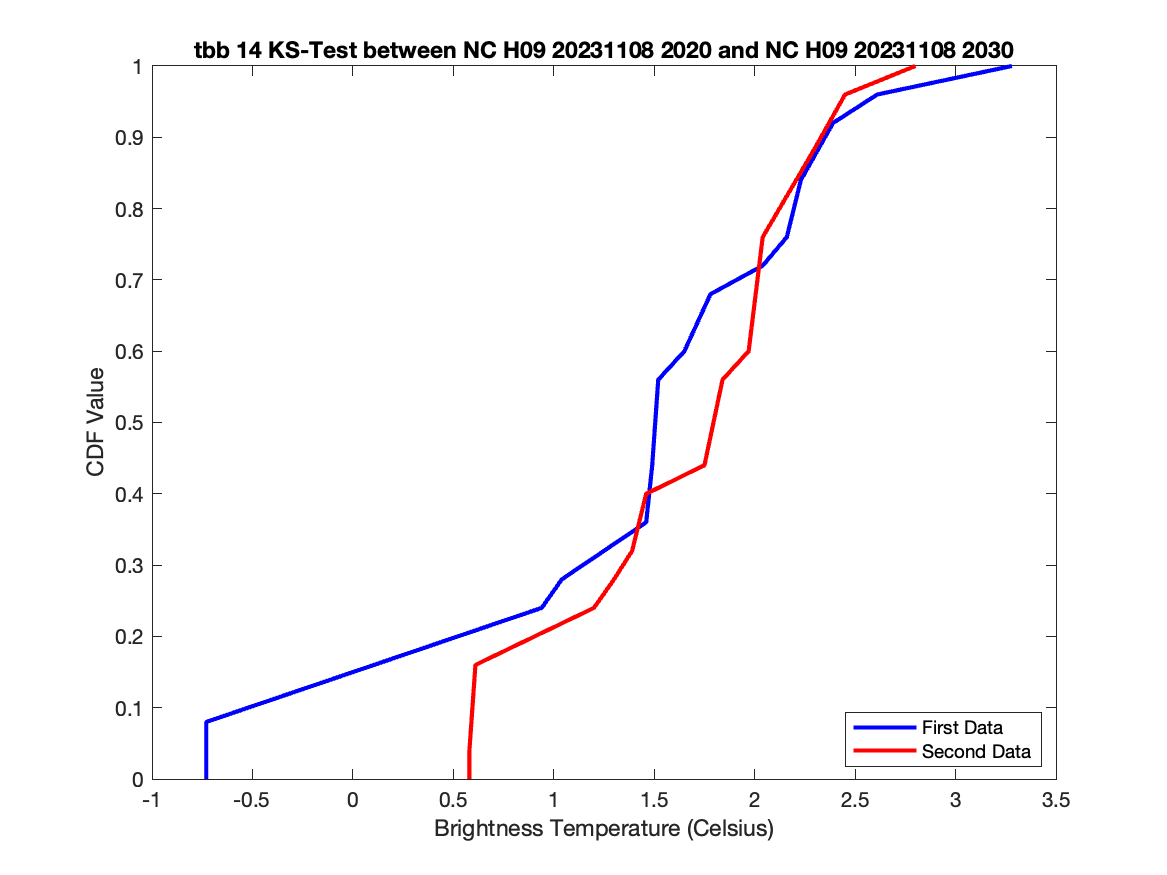 tbb 14 KS-Test between NC H09 20231108 2020 and NC H09 20231108 2030
1
0.9
0.8
0.7
0.6
0.5
0.4
0.3
0.2
0.1
0
CDF Value
First Data
Second Data
-1 -0.5 0 0.5 1 1.5 2 2.5 3 3.5
Brightness Temperature (Celsius)